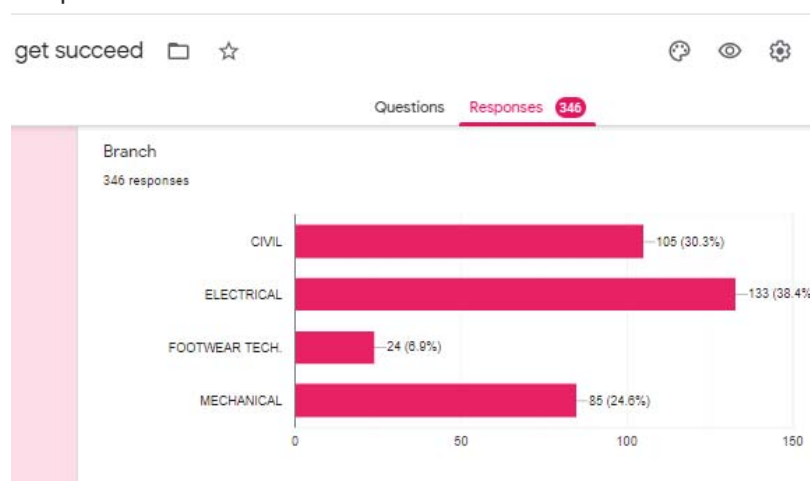 get succeed
Questions Responses 346
Branch
346 responses
CIVIL 105 (30.3%)
ELECTRICAL 133 (38.4%
FOOTWEAR TECH. 24 (6.9%)
MECHANICAL 85 (24.6%)
0 50 100 150